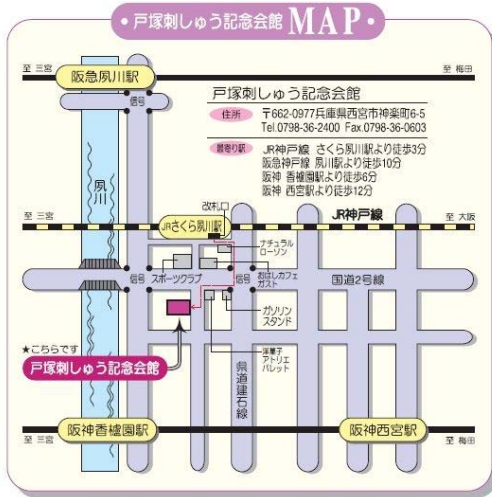 ・戸塚刺しゅう記念会館 MAP・
至 三宮
阪急夙川駅
至 梅田
信号
戸塚刺しゅう記念会館
住所 〒662-0977兵庫県西宮市神楽町6-5
Tel.0798-36-2400 Fax.0798-36-0603
最寄り駅 JR神戸線 さくら夙川駅より徒歩3分
阪急神戸線 夙川駅より徒歩10分
阪神 香櫨園駅より徒歩6分
阪神 西宮駅より徒歩12分
夙川
改札口
至 三宮
JRさくら夙川駅
JR神戸線
至 大阪
ナチュラル
ローソン
信号
スポーツクラブ
信号
おはしカフェ
ガスト
国道2号線
ガソリン
スタンド
★こちらです
戸塚刺しゅう記念会館
洋菓子
アトリエ
パレット
県道建石線
至 三宮
阪神香櫨園駅
阪神西宮駅
至 梅田